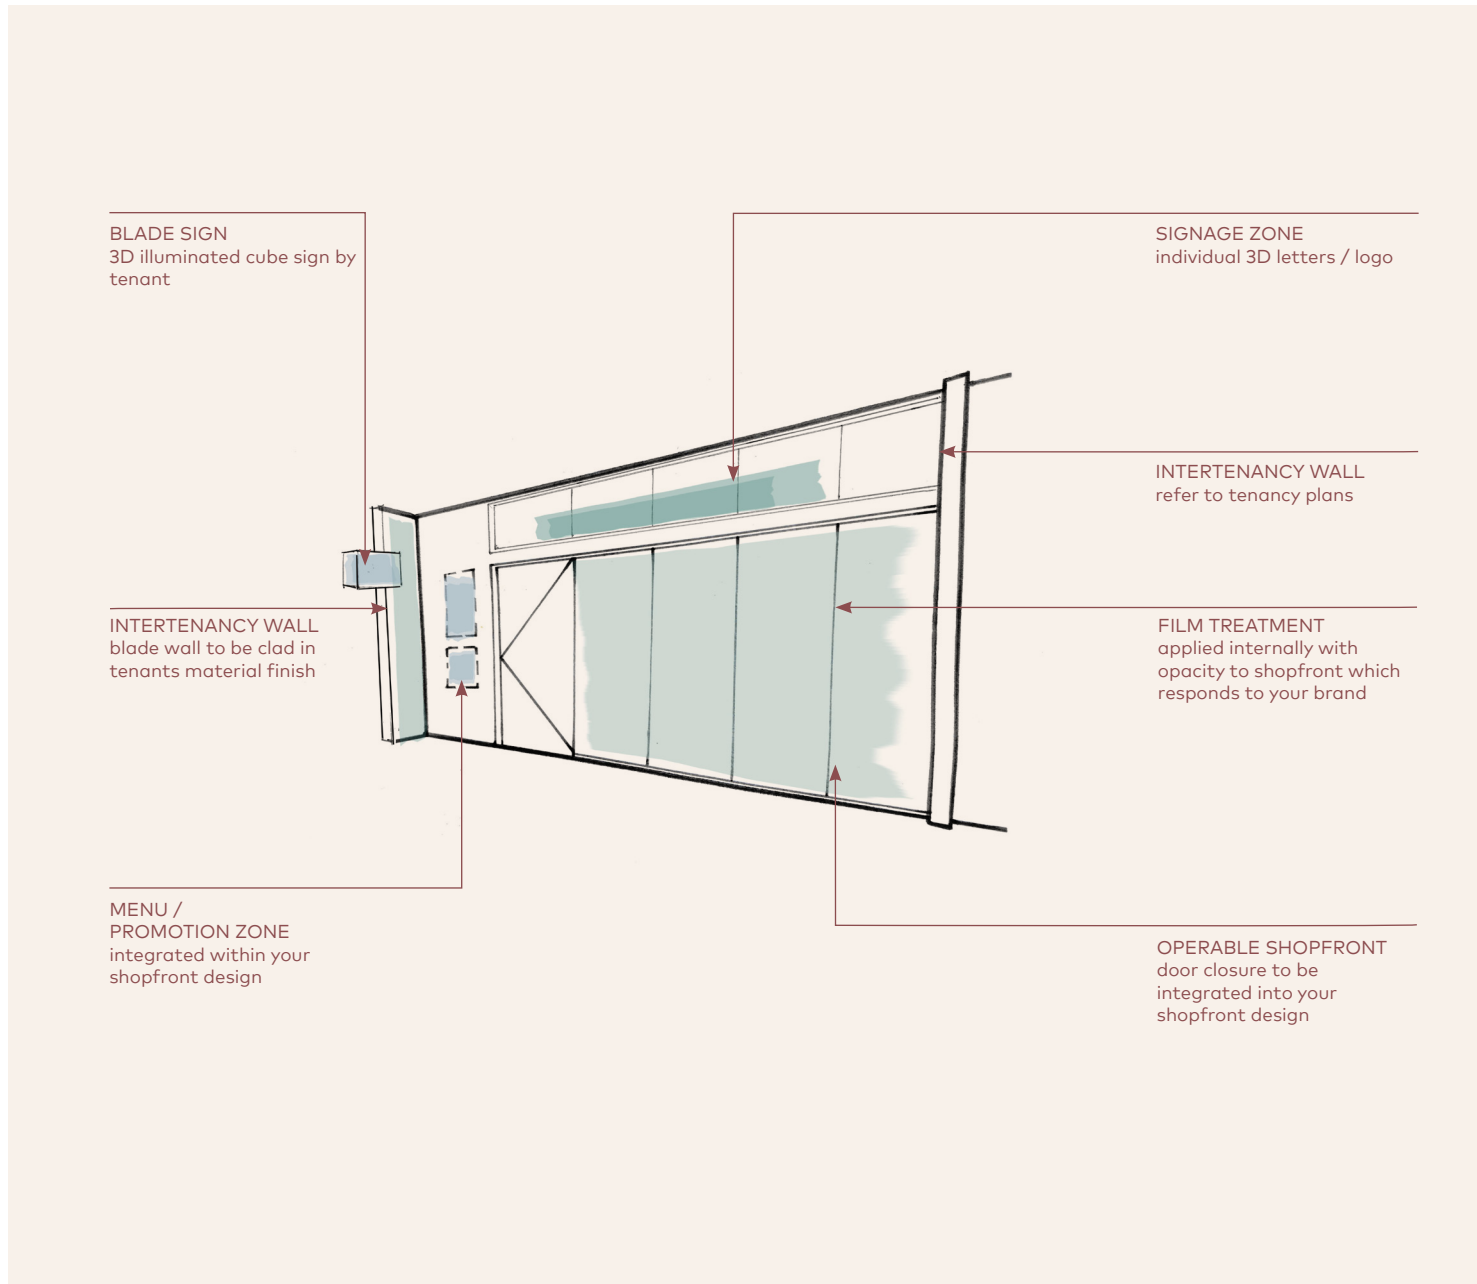 BLADE SIGN
3D illuminated cube sign by
tenant
SIGNAGE ZONE
individual 3D letters / logo
INTERTENANCY WALL
refer to tenancy plans
INTERTENANCY WALL
blade wall to be clad in
tenants material finish
FILM TREATMENT
applied internally with
opacity to shopfront which
responds to your brand
MENU /
PROMOTION ZONE
integrated within your
shopfront design
OPERABLE SHOPFRONT
door closure to be
integrated into your
shopfront design